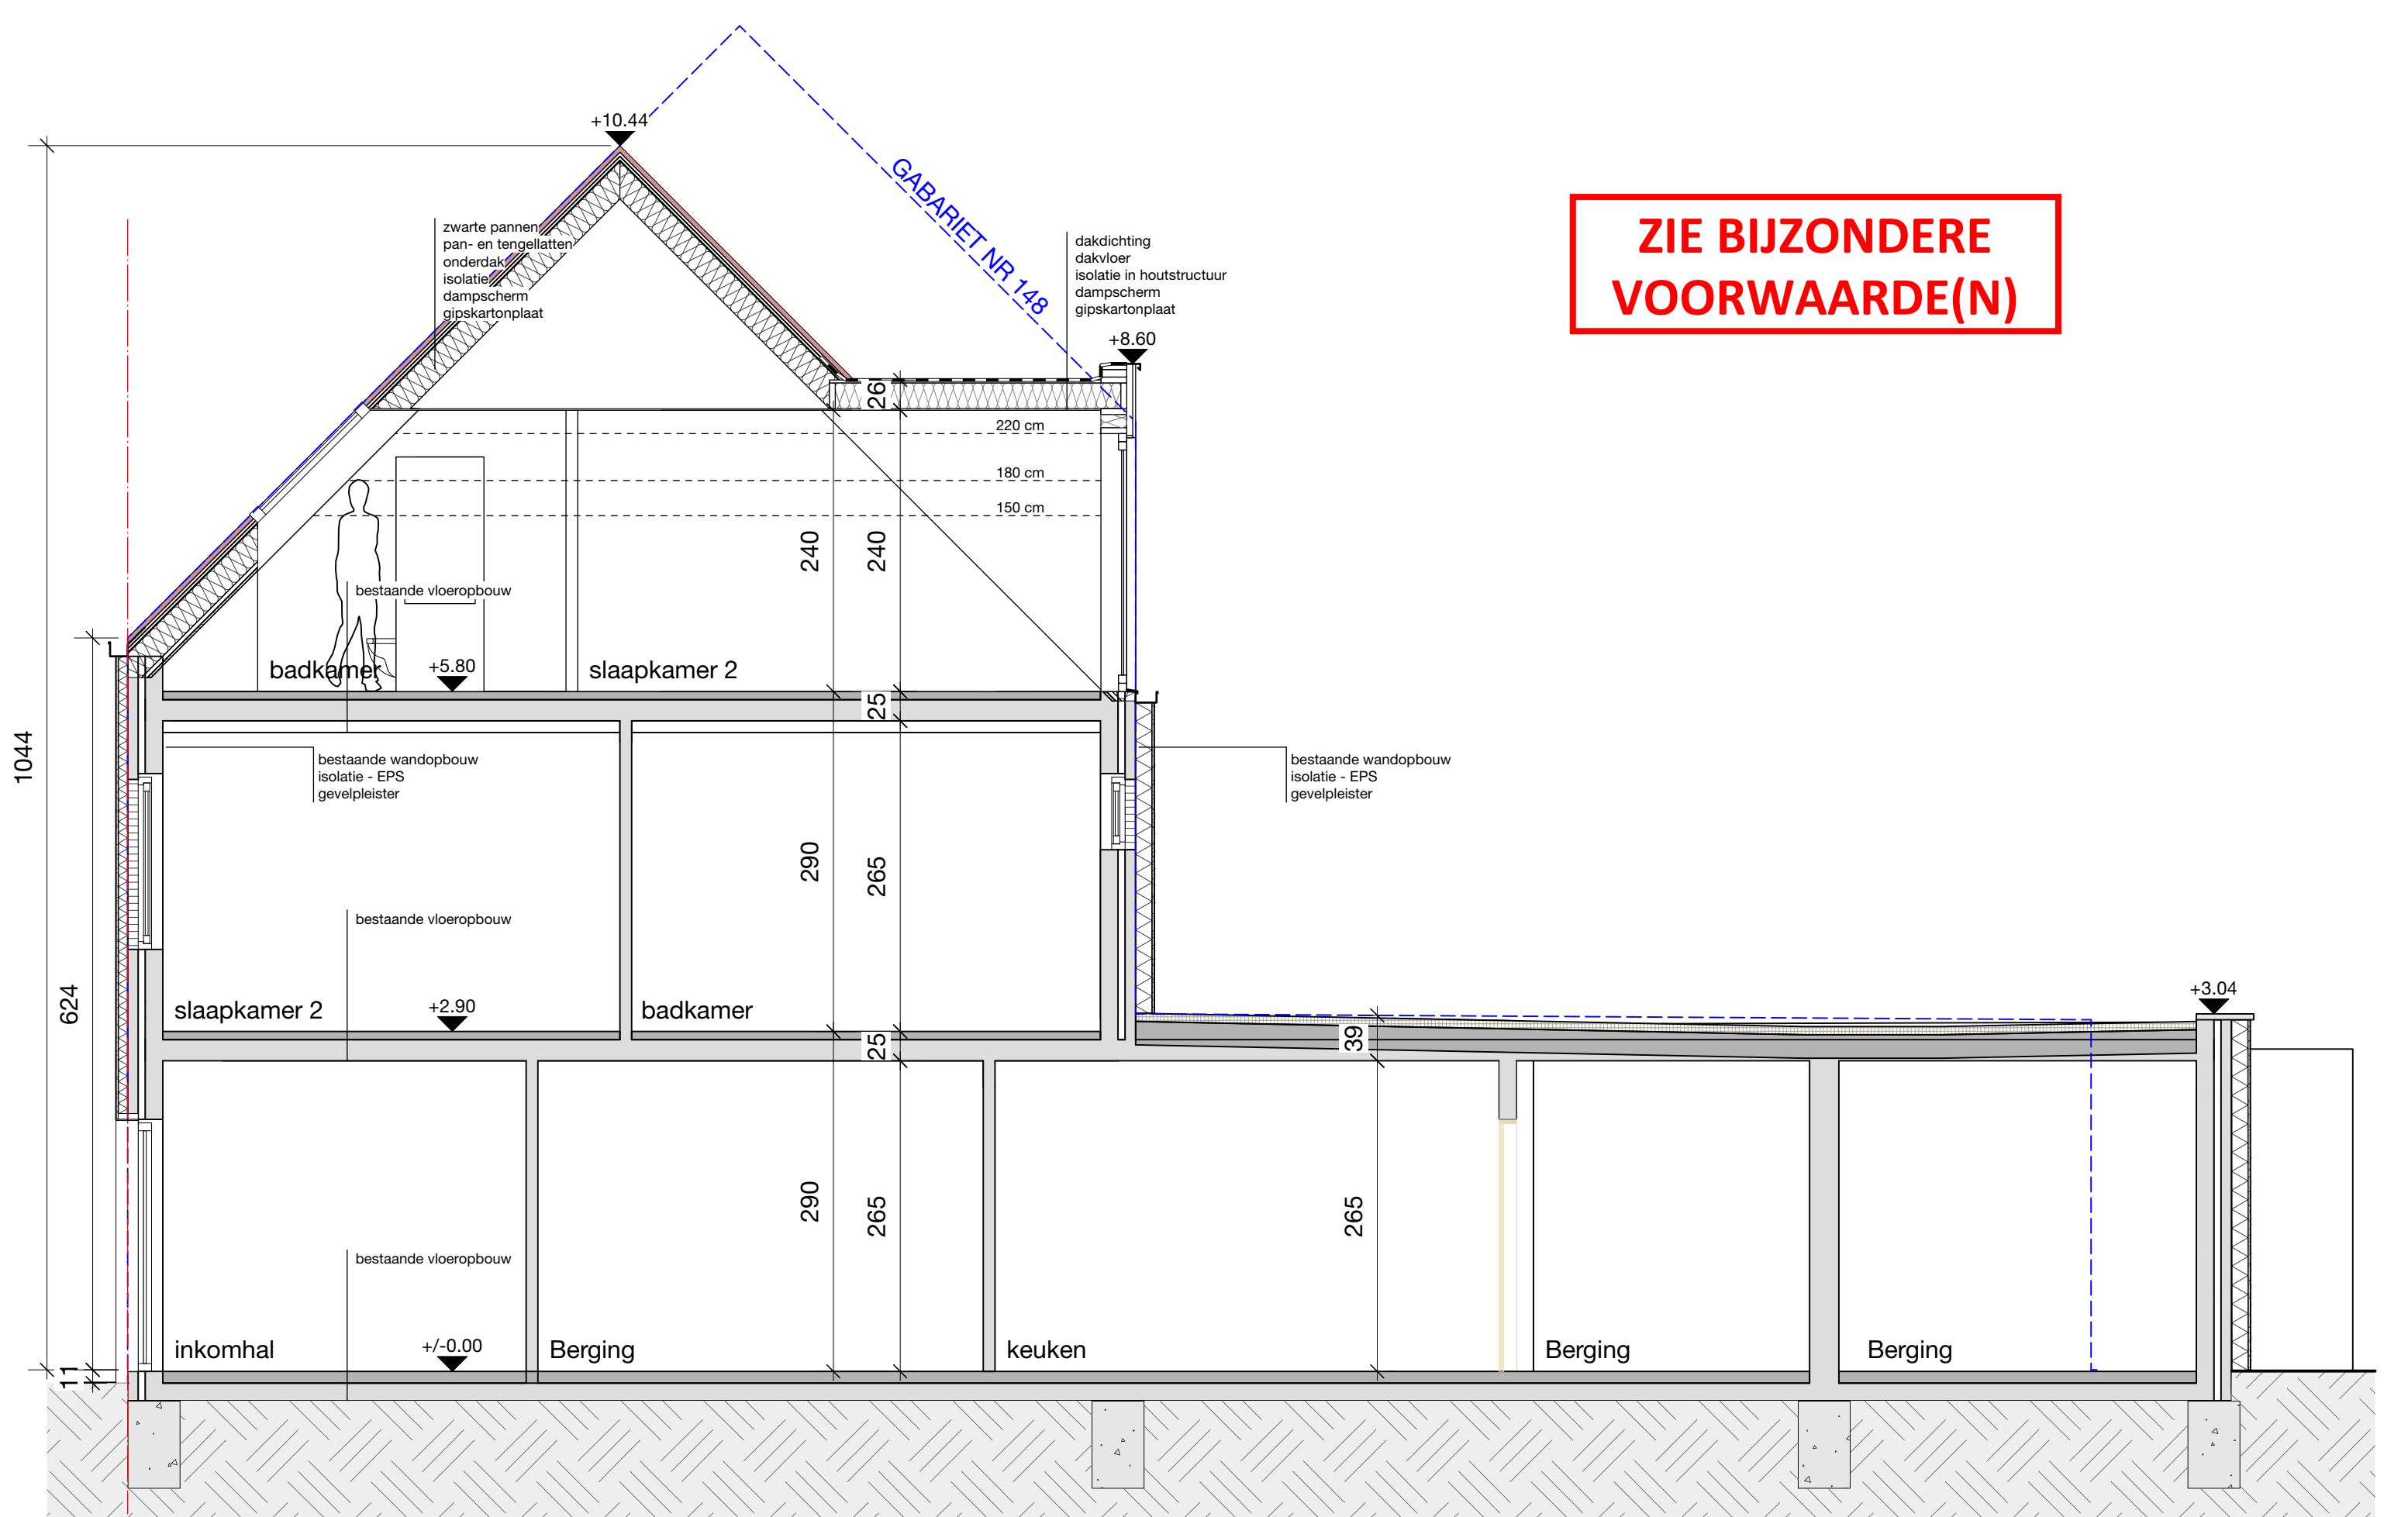 +10.44
GABARIET NR 148
zwarte pannen
pan- en tengellatten
onderdak
isolatie
dampscherm
gipskartonplaat
dakdichting
dakvloer
isolatie in houtstructuur
dampscherm
gipskartonplaat
ZIE BIJZONDERE
VOORWAARDE(N)
+8.60
26
220 cm
180 cm
150 cm
240
240
bestaande vloeropbouw
badkamer
+5.80
slaapkamer 2
25
1044
bestaande wandopbouw
isolatie - EPS
gevelpleister
bestaande wandopbouw
isolatie - EPS
gevelpleister
290
265
bestaande vloeropbouw
624
slaapkamer 2
+2.90
badkamer
25
39
+3.04
290
265
265
bestaande vloeropbouw
inkomhal
+/-0.00
Berging
keuken
Berging
Berging
11